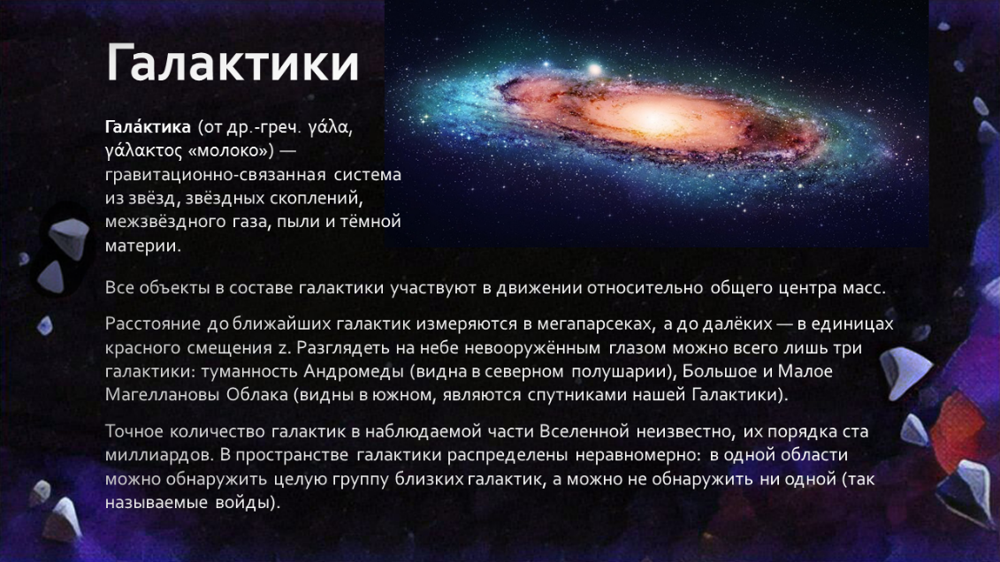 Галактики
Гала́ктика (от др.-греч. γάλα,
γάλακτος «молоко») —
гравитационно-связанная система
из звёзд, звёздных скоплений,
межзвёздного газа, пыли и тёмной
материи.
Все объекты в составе галактики участвуют в движении относительно общего центра масс.
Расстояние до ближайших галактик измеряются в мегапарсеках, а до далёких — в единицах
красного смещения z. Разглядеть на небе невооружённым глазом можно всего лишь три
галактики: туманность Андромеды (видна в северном полушарии), Большое и Малое
Магеллановы Облака (видны в южном, являются спутниками нашей Галактики).
Точное количество галактик в наблюдаемой части Вселенной неизвестно, их порядка ста
миллиардов. В пространстве галактики распределены неравномерно: в одной области
можно обнаружить целую группу близких галактик, а можно не обнаружить ни одной (так
называемые войды).